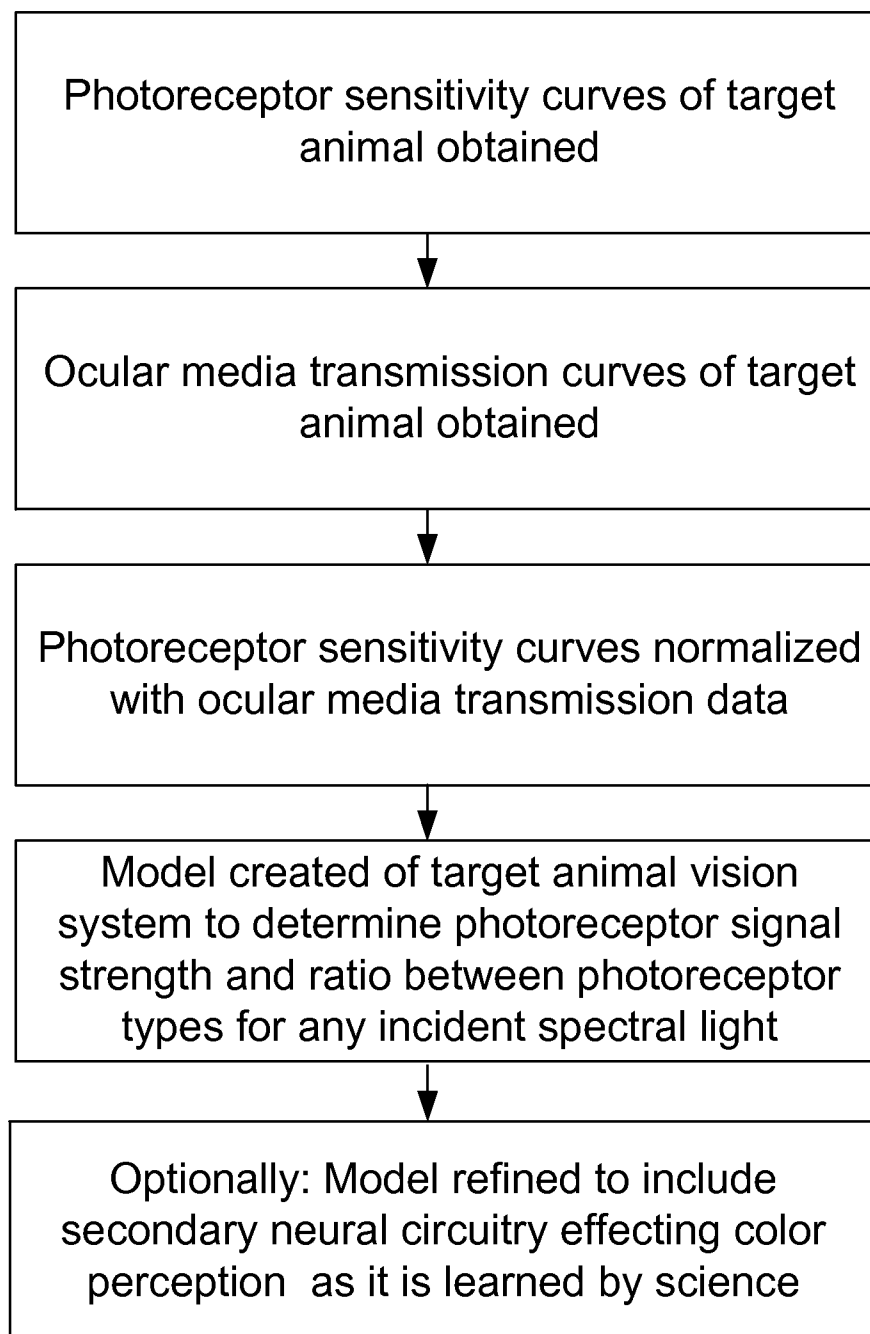 Photoreceptor sensitivity curves of target
animal obtained
Ocular media transmission curves of target
animal obtained
Photoreceptor sensitivity curves normalized
with ocular media transmission data
Model created of target animal vision
system to determine photoreceptor signal
strength and ratio between photoreceptor
types for any incident spectral light
Optionally: Model refined to include
secondary neural circuitry effecting color
perception  as it is learned by science